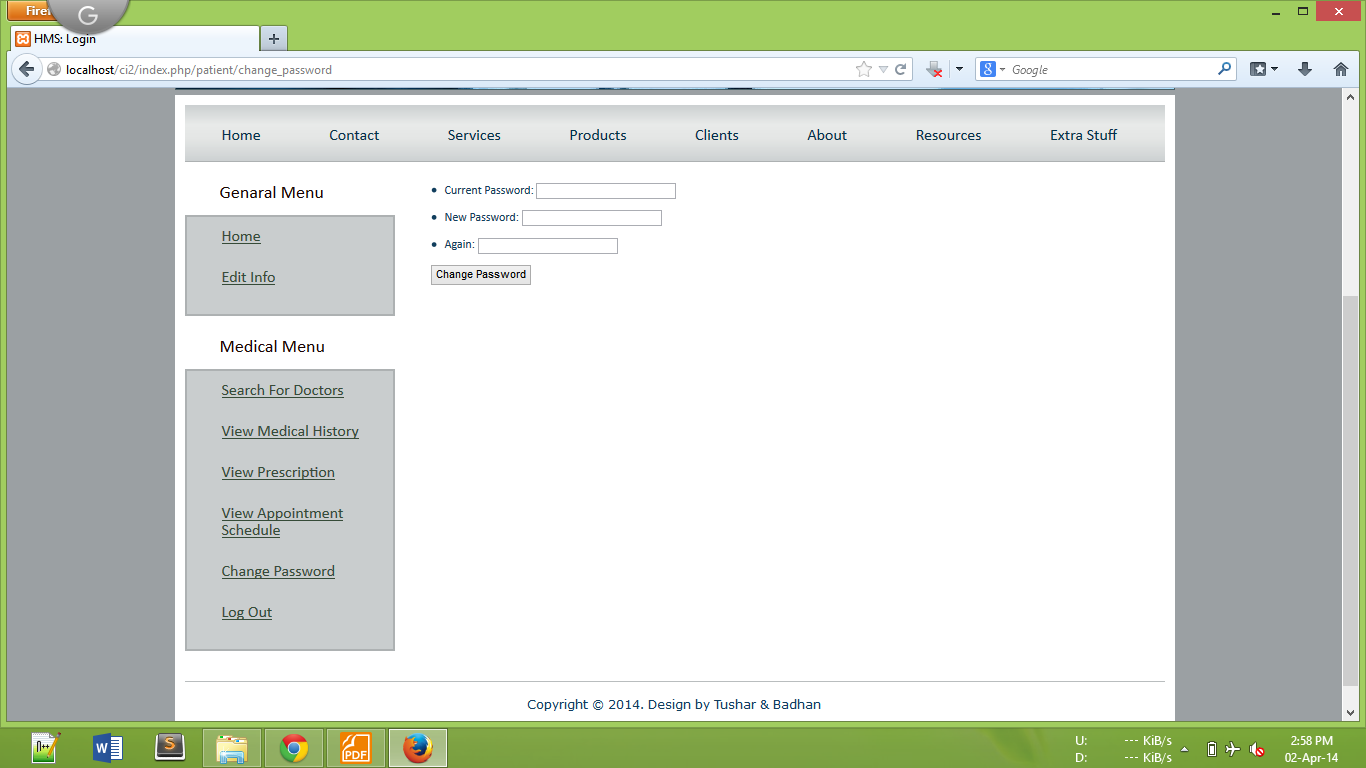 Firef
G
HMS: Login
+
localhost/ci2/index.php/patient/change_password
8
Google
Home
Contact
Services
Products
Clients
About
Resources
Extra Stuff
Genaral Menu
Home
Edit Info
Medical Menu
Search For Doctors
View Medical History
View Prescription
View Appointment
Schedule
Change Password
Log Out
Current Password:
New Password:
Again:
Change Password
Copyright © 2014. Design by Tushar & Badhan
N++
W
S
PDF
U: --- KiB/s
D: --- KiB/s
2:58 PM
02-Apr-14